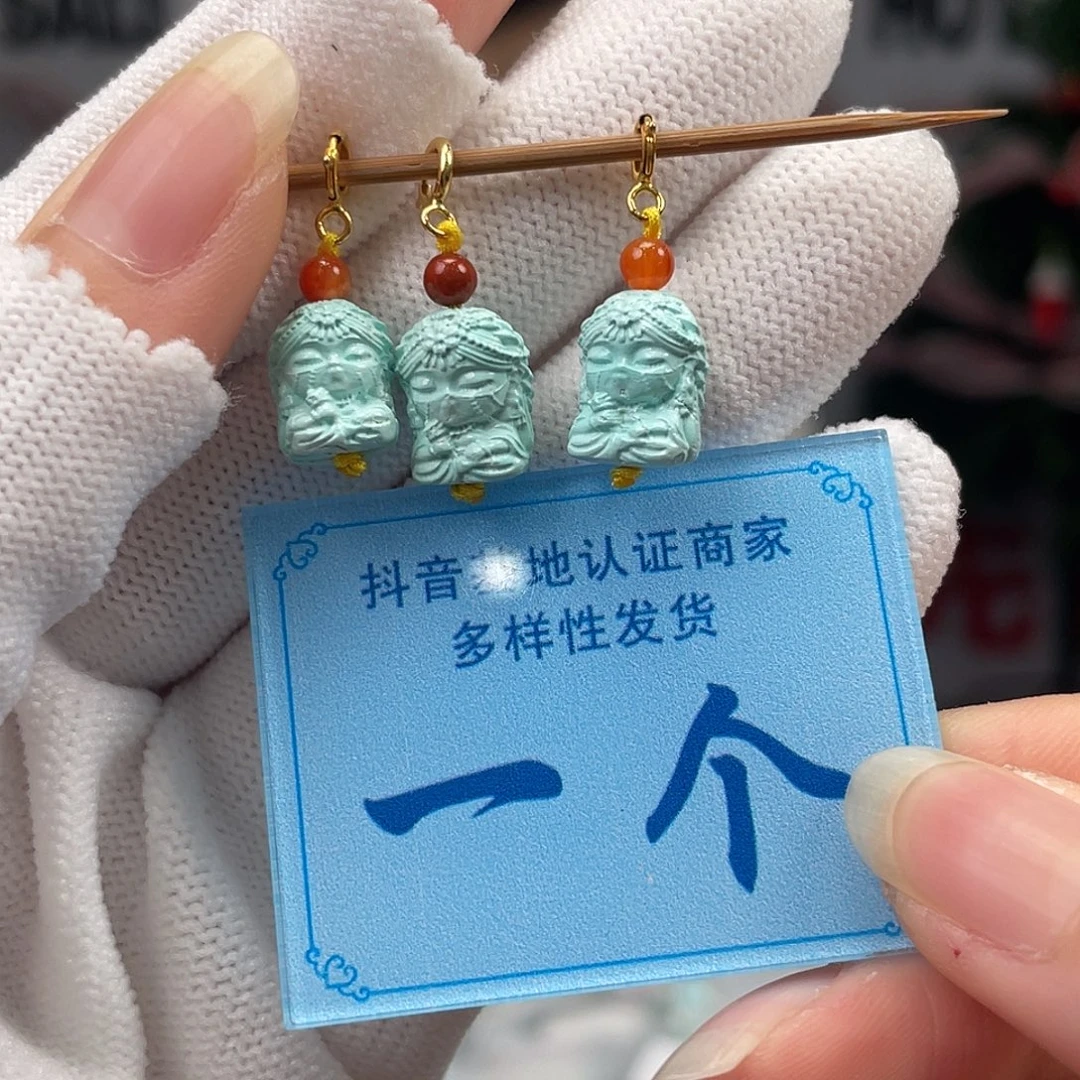 抖音 地认证商家
多样性发货
一个